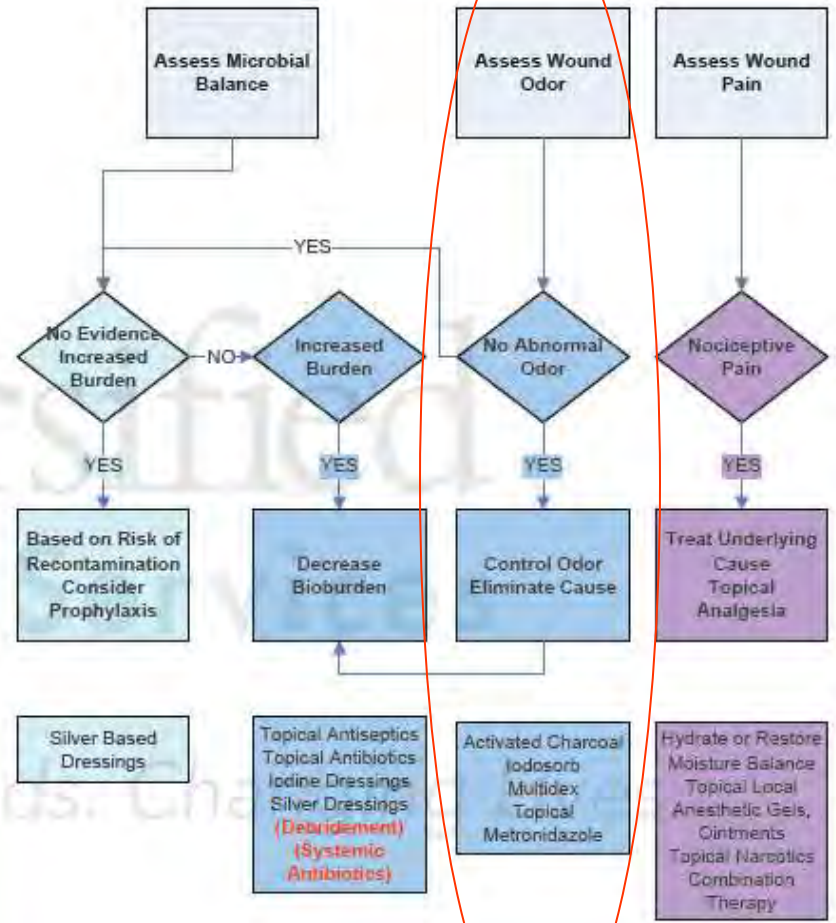 Assess Microbial
Balance
Assess Wound
Odor
Assess Wound
Pain
YES
No Evidence
Increased
Burden
NO
Increased
Burden
No Abnormal
Odor
Nociceptive
Pain
YES
YES
YES
YES
Based on Risk of
Recontamination
Consider
Prophylaxis
Decrease
Bioburden
Control Odor
Eliminate Cause
Treat Underlying
Cause
Topical
Analgesia
Silver Based
Dressings
Topical Antiseptics
Topical Antibiotics
Iodine Dressings
Silver Dressings
(Debridement)
(Systemic
Antibiotics)
Activated Charcoal
Iodosorb
Multidex
Topical
Metronidazole
Hydrate or Restore
Moisture Balance
Topical Local
Anesthetic Gels,
Ointments
Topical Narcotics
Combination
Therapy